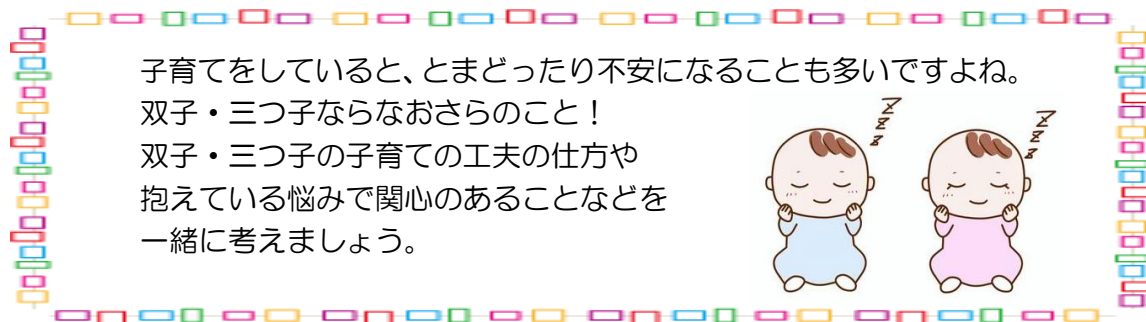 子育てをしていると、とまどったり不安になることも多いですよね。
双子・三つ子ならなおさらのこと！
双子・三つ子の子育ての工夫の仕方や
抱えている悩みで関心のあることなどを
一緒に考えましょう。